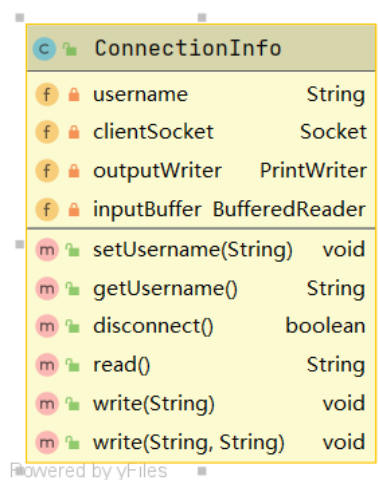 C ConnectionInfo
f username String
f clientSocket Socket
f outputWriter PrintWriter
f inputBuffer BufferedReader
m setUsername(String) void
m getUsername() String
m disconnect() boolean
m read() String
m write(String) void
m write(String, String) void
Powered by yFiles